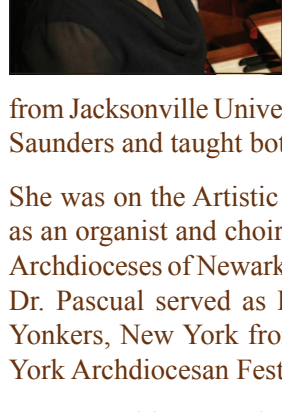 from Jacksonville Unive
Saunders and taught bot
She was on the Artistic
as an organist and choir
Archdioceses of Newark
Dr. Pascual served as
Yonkers, New York fro
York Archdiocesan Fest